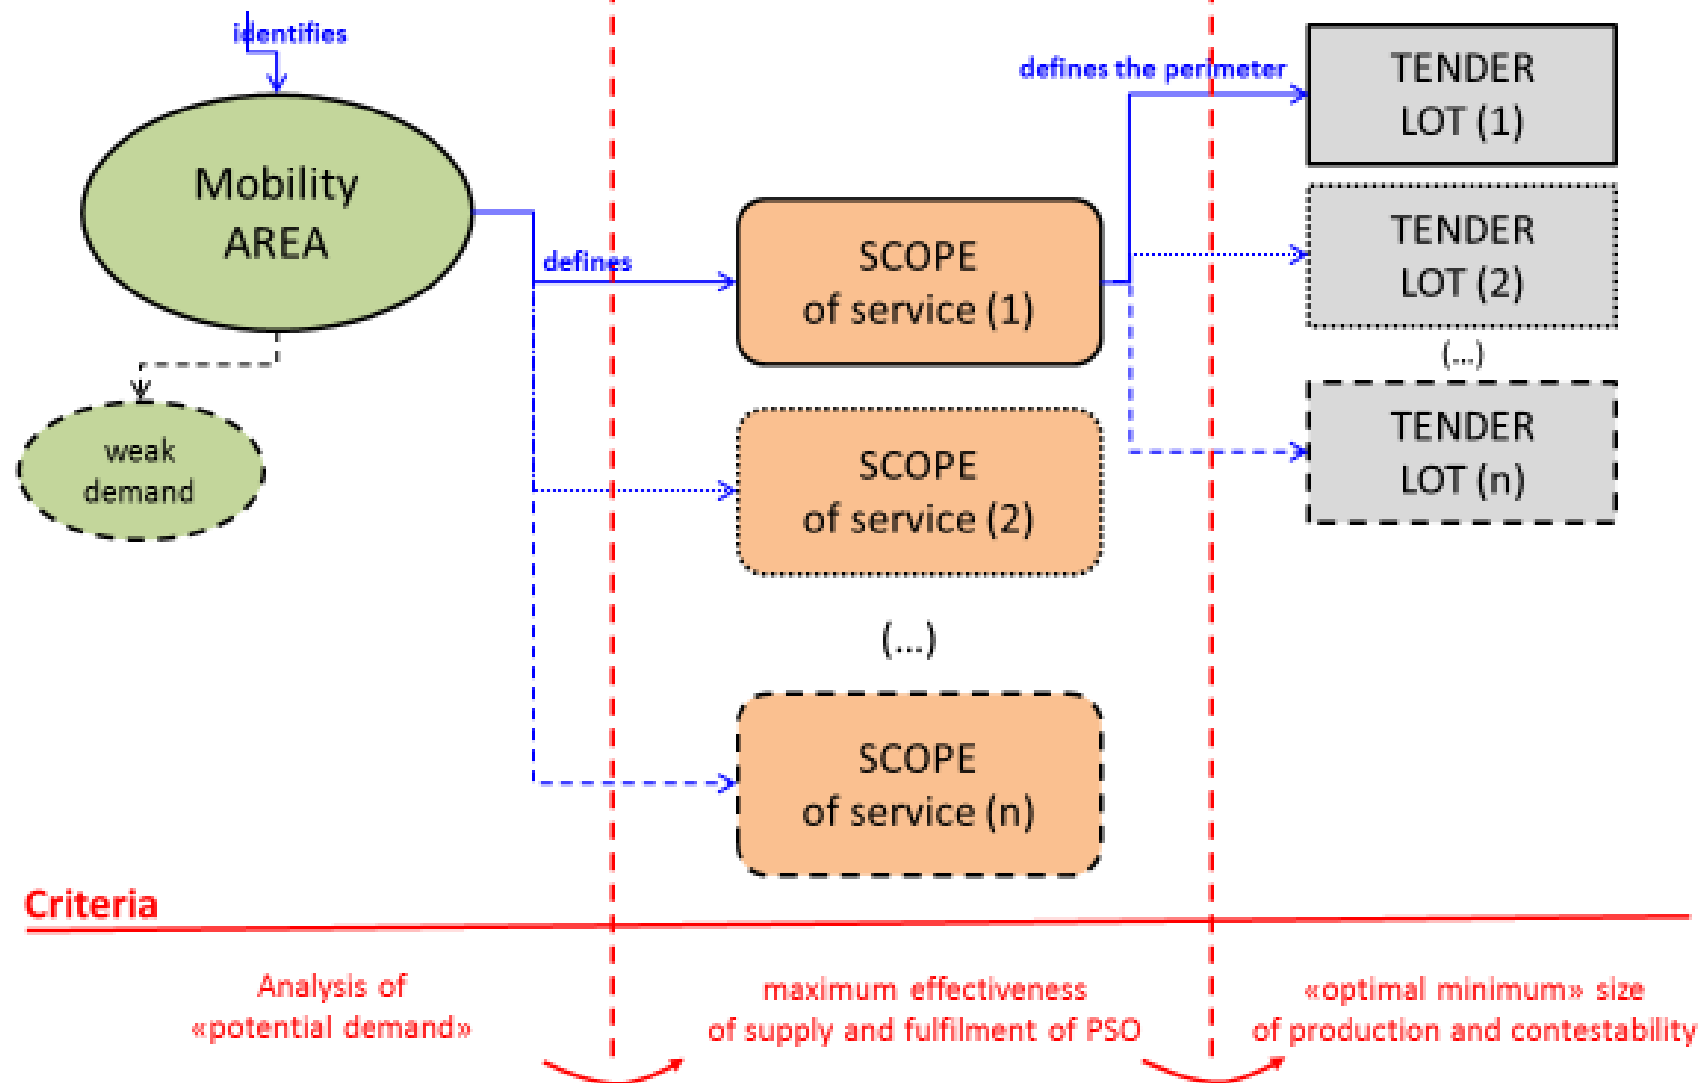 identifies
Mobility
AREA
weak
demand
defines
SCOPE
of service (1)
SCOPE
of service (2)
(...)
SCOPE
of service (n)
defines the perimeter
TENDER
LOT (1)
TENDER
LOT (2)
(...)
TENDER
LOT (n)
Criteria
Analysis of
«potential demand»
maximum effectiveness
of supply and fulfilment of PSO
«optimal minimum» size
of production and contestability